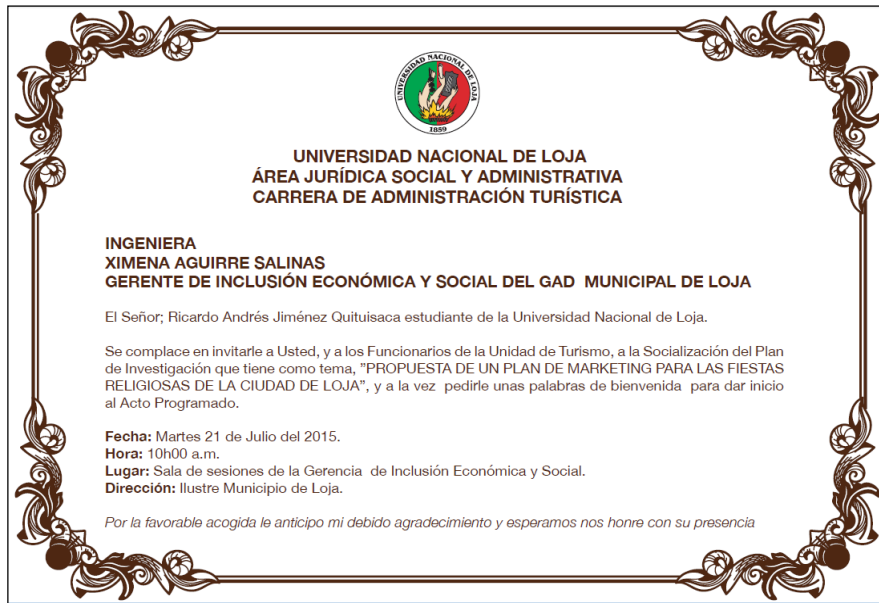 UNIVERSIDAD NACIONAL DE LOJA
1859
UNIVERSIDAD NACIONAL DE LOJA
ÁREA JURÍDICA SOCIAL Y ADMINISTRATIVA
CARRERA DE ADMINISTRACIÓN TURÍSTICA
INGENIERA
XIMENA AGUIRRE SALINAS
GERENTE DE INCLUSIÓN ECONÓMICA Y SOCIAL DEL GAD MUNICIPAL DE LOJA
El Señor; Ricardo Andrés Jiménez Quituisaca estudiante de la Universidad Nacional de Loja.
Se complace en invitarle a Usted, y a los Funcionarios de la Unidad de Turismo, a la Socialización del Plan
de Investigación que tiene como tema, "PROPUESTA DE UN PLAN DE MARKETING PARA LAS FIESTAS
RELIGIOSAS DE LA CIUDAD DE LOJA", y a la vez pedirle unas palabras de bienvenida para dar inicio
al Acto Programado.
Fecha: Martes 21 de Julio del 2015.
Hora: 10h00 a.m.
Lugar: Sala de sesiones de la Gerencia de Inclusión Económica y Social.
Dirección: Ilustre Municipio de Loja.
Por la favorable acogida le anticipo mi debido agradecimiento y esperamos nos honre con su presencia